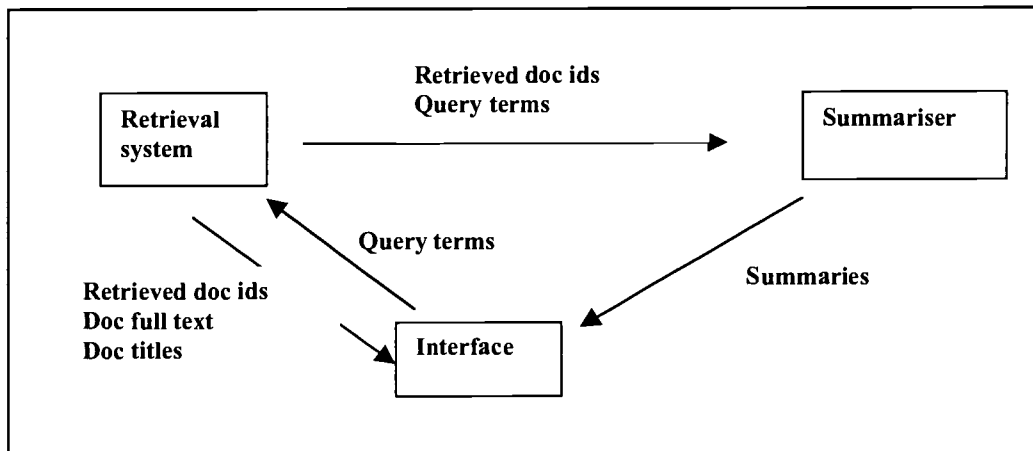 Retrieved doc ids
Query terms
Retrieval
system
Summariser
Query terms
Summaries
Retrieved doc ids
Doc full text
Doc titles
Interface